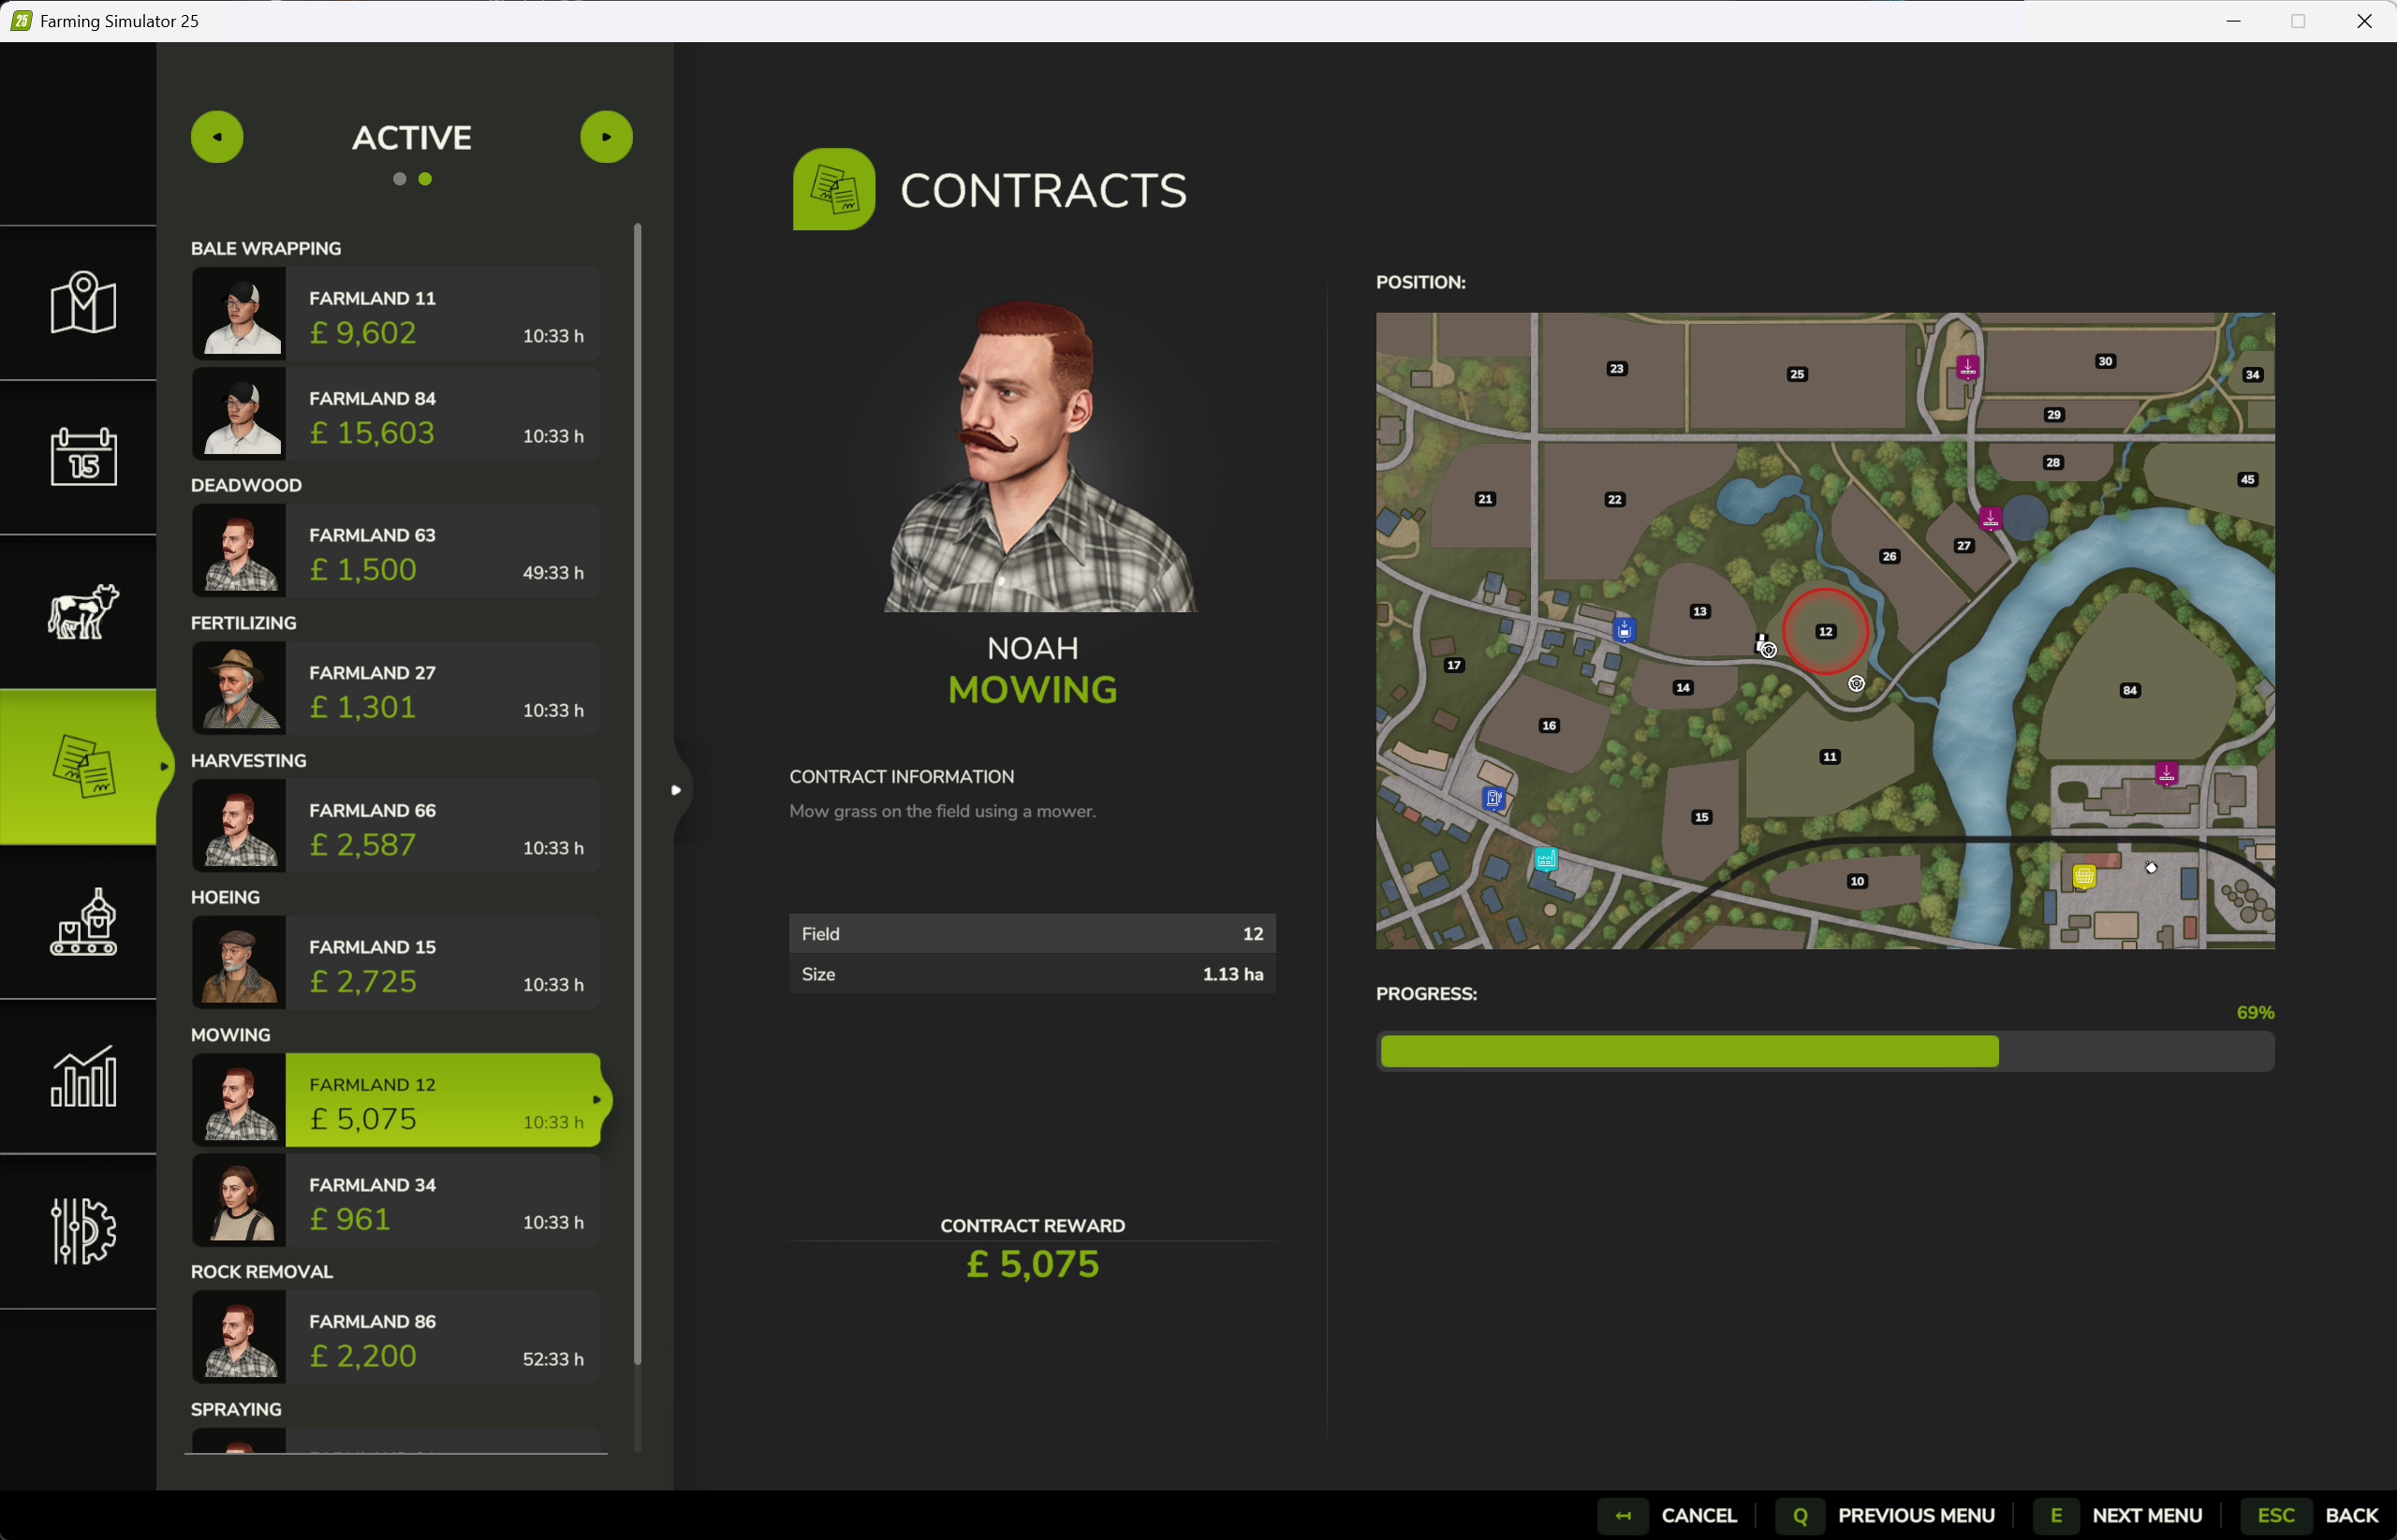 Farming Simulator 25
ACTIVE
BALE WRAPPING
FARMLAND 11
£ 9,602
10:33 h
FARMLAND 84
£ 15,603
10:33 h
DEADWOOD
FARMLAND 63
£ 1,500
49:33 h
FERTILIZING
FARMLAND 27
£ 1,301
10:33 h
HARVESTING
FARMLAND 66
£ 2,587
10:33 h
HOEING
FARMLAND 15
£ 2,725
10:33 h
MOWING
FARMLAND 12
£ 5,075
10:33 h
FARMLAND 34
£ 961
10:33 h
ROCK REMOVAL
FARMLAND 86
£ 2,200
52:33 h
SPRAYING
15
CONTRACTS
NOAH
MOWING
CONTRACT INFORMATION
Mow grass on the field using a mower.
Field 12
Size 1.13 ha
CONTRACT REWARD
£ 5,075
POSITION:
23
25
30
34
29
28
45
21
22
27
26
13
12
17
14
84
16
11
15
10
PROGRESS:
69%
CANCEL
Q PREVIOUS MENU
E NEXT MENU
ESC BACK